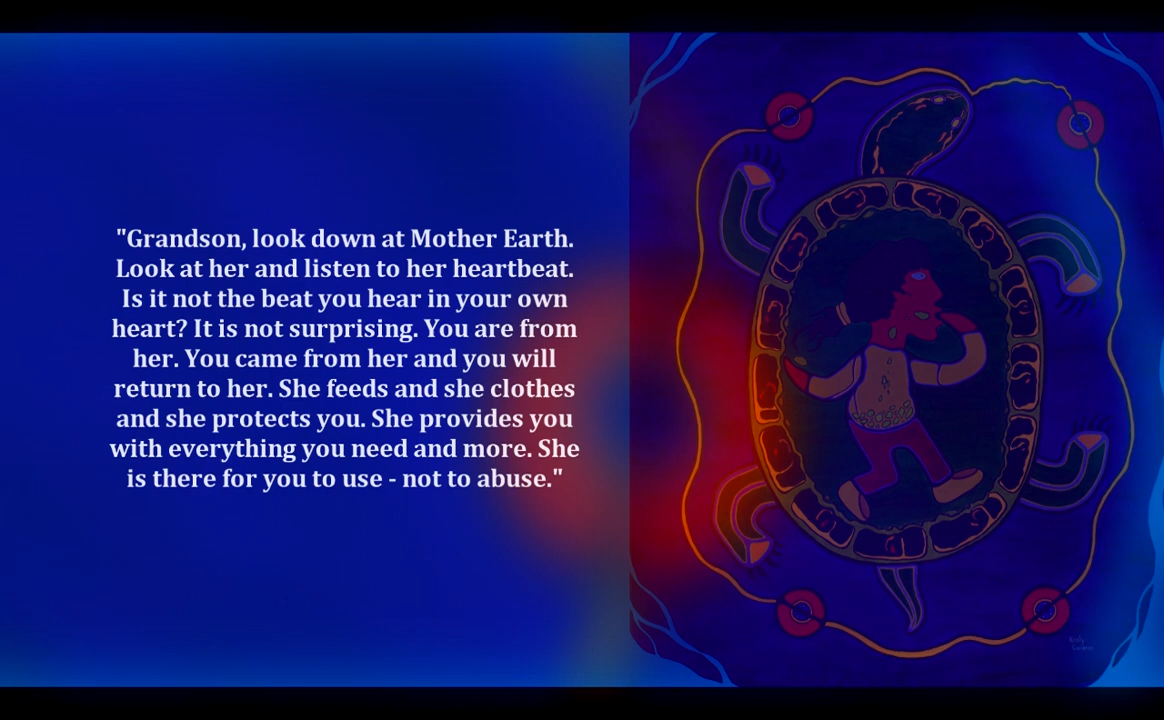 "Grandson, look down at Mother Earth.
Look at her and listen to her heartbeat.
Is it not the beat you hear in your own
heart? It is not surprising. You are from
her. You came from her and you will
return to her. She feeds and she clothes
and she protects you. She provides you
with everything you need and more. She
is there for you to use - not to abuse."